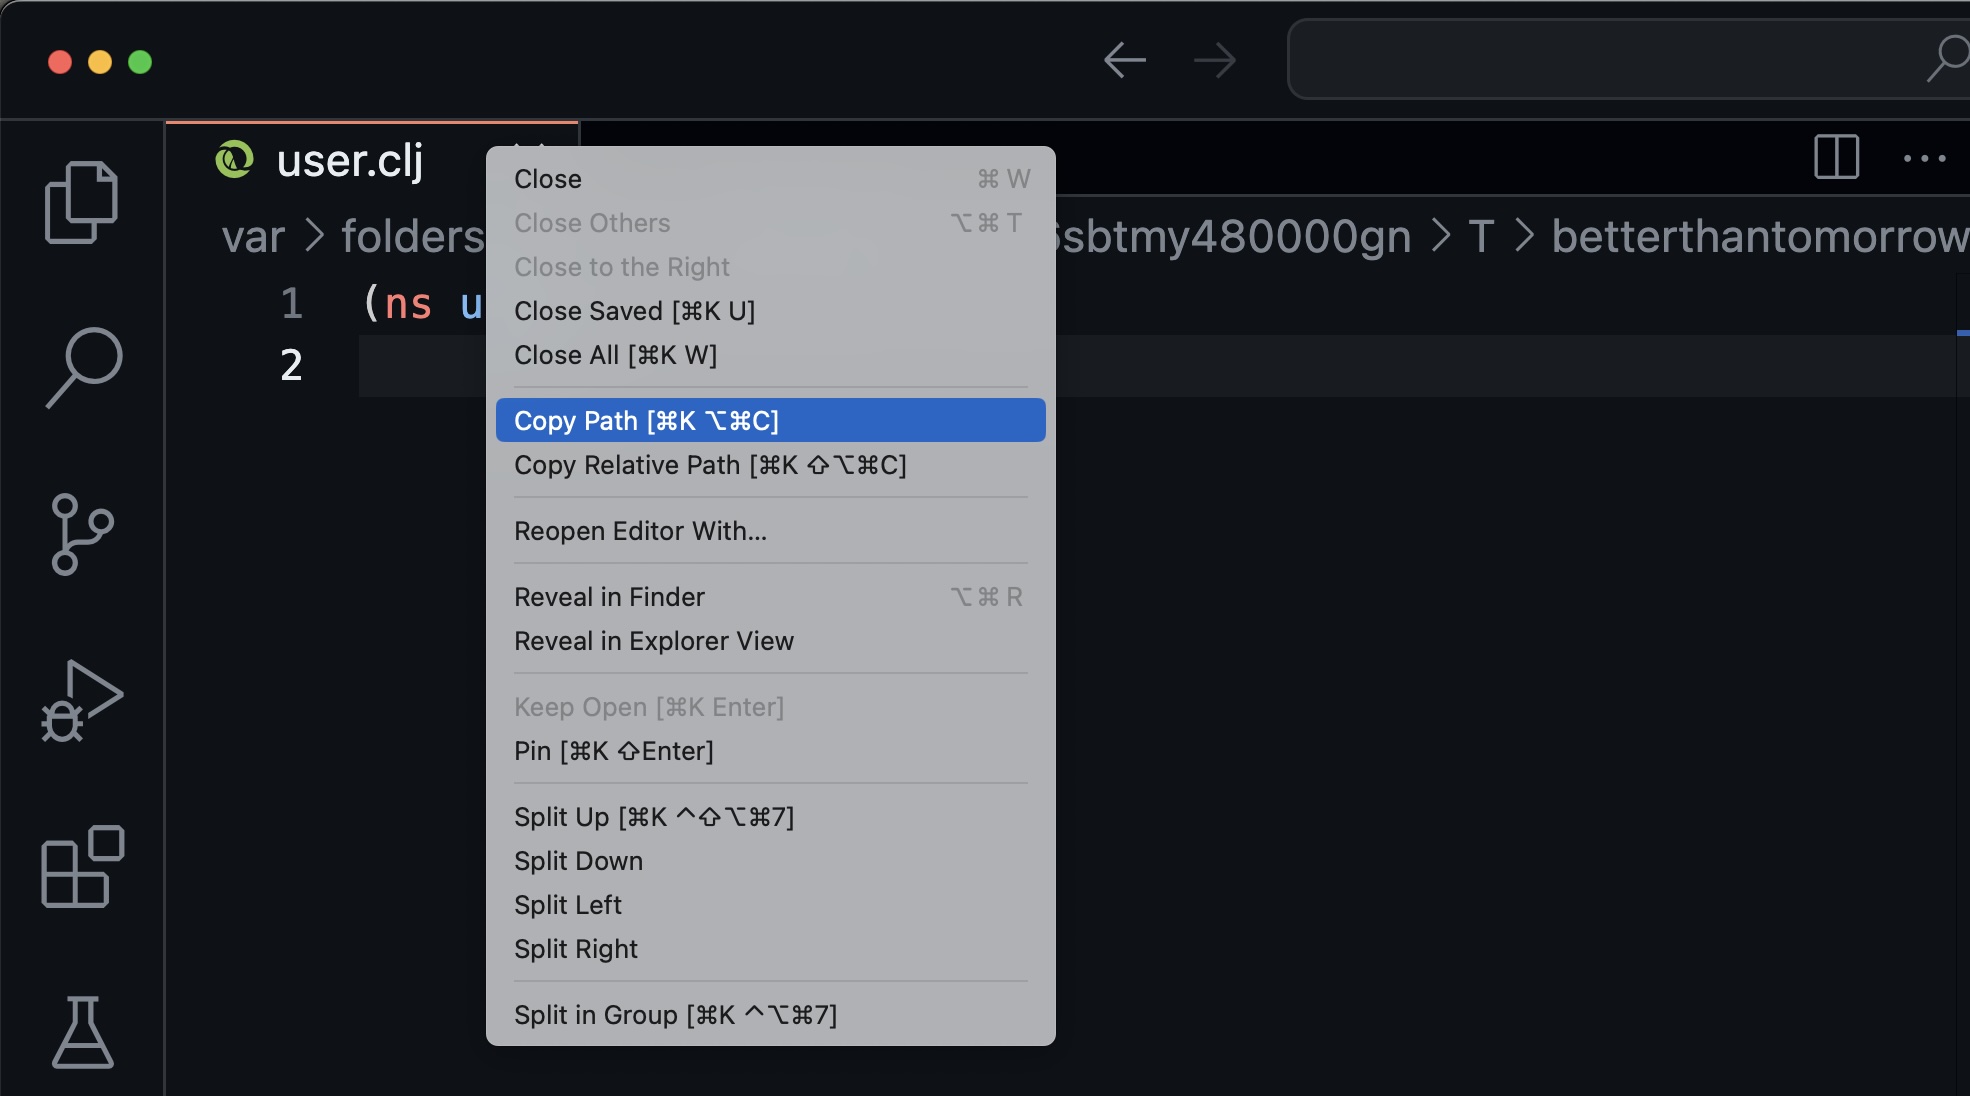 user.clj
var > folders 6sbtmy480000gn > T > betterthantomorrow
1 (ns u
2
Close ⌘ W
Close Others ⌥ ⌘ T
Close to the Right
Close Saved [⌘K U]
Close All [⌘K W]
Copy Path [⌘K ⌥⌘C]
Copy Relative Path [⌘K ⇧⌥⌘C]
Reopen Editor With...
Reveal in Finder ⌥ ⌘ R
Reveal in Explorer View
Keep Open [⌘K Enter]
Pin [⌘K ⇧Enter]
Split Up [⌘K ^⇧⌥⌘7]
Split Down
Split Left
Split Right
Split in Group [⌘K ^⌥⌘7]